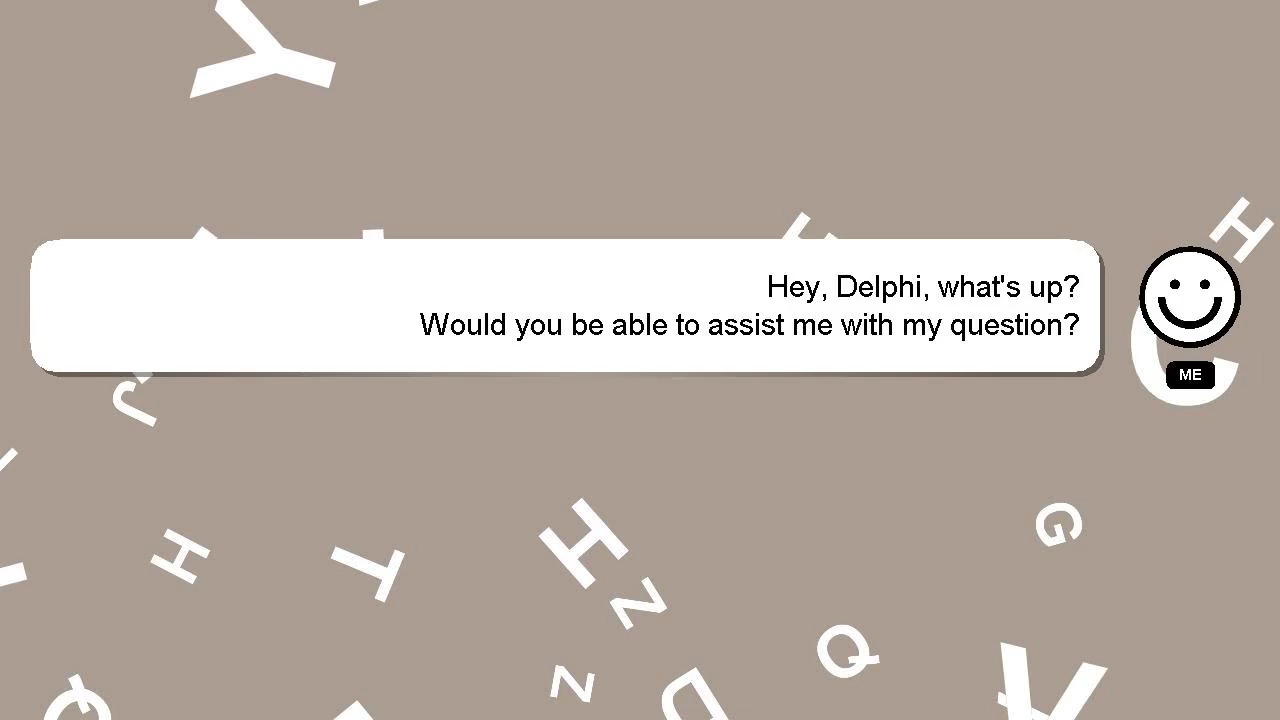 Hey, Delphi, what's up?
Would you be able to assist me with my question?
ME
Y
H
J
H
T
H
G
Z
Q
Z
D